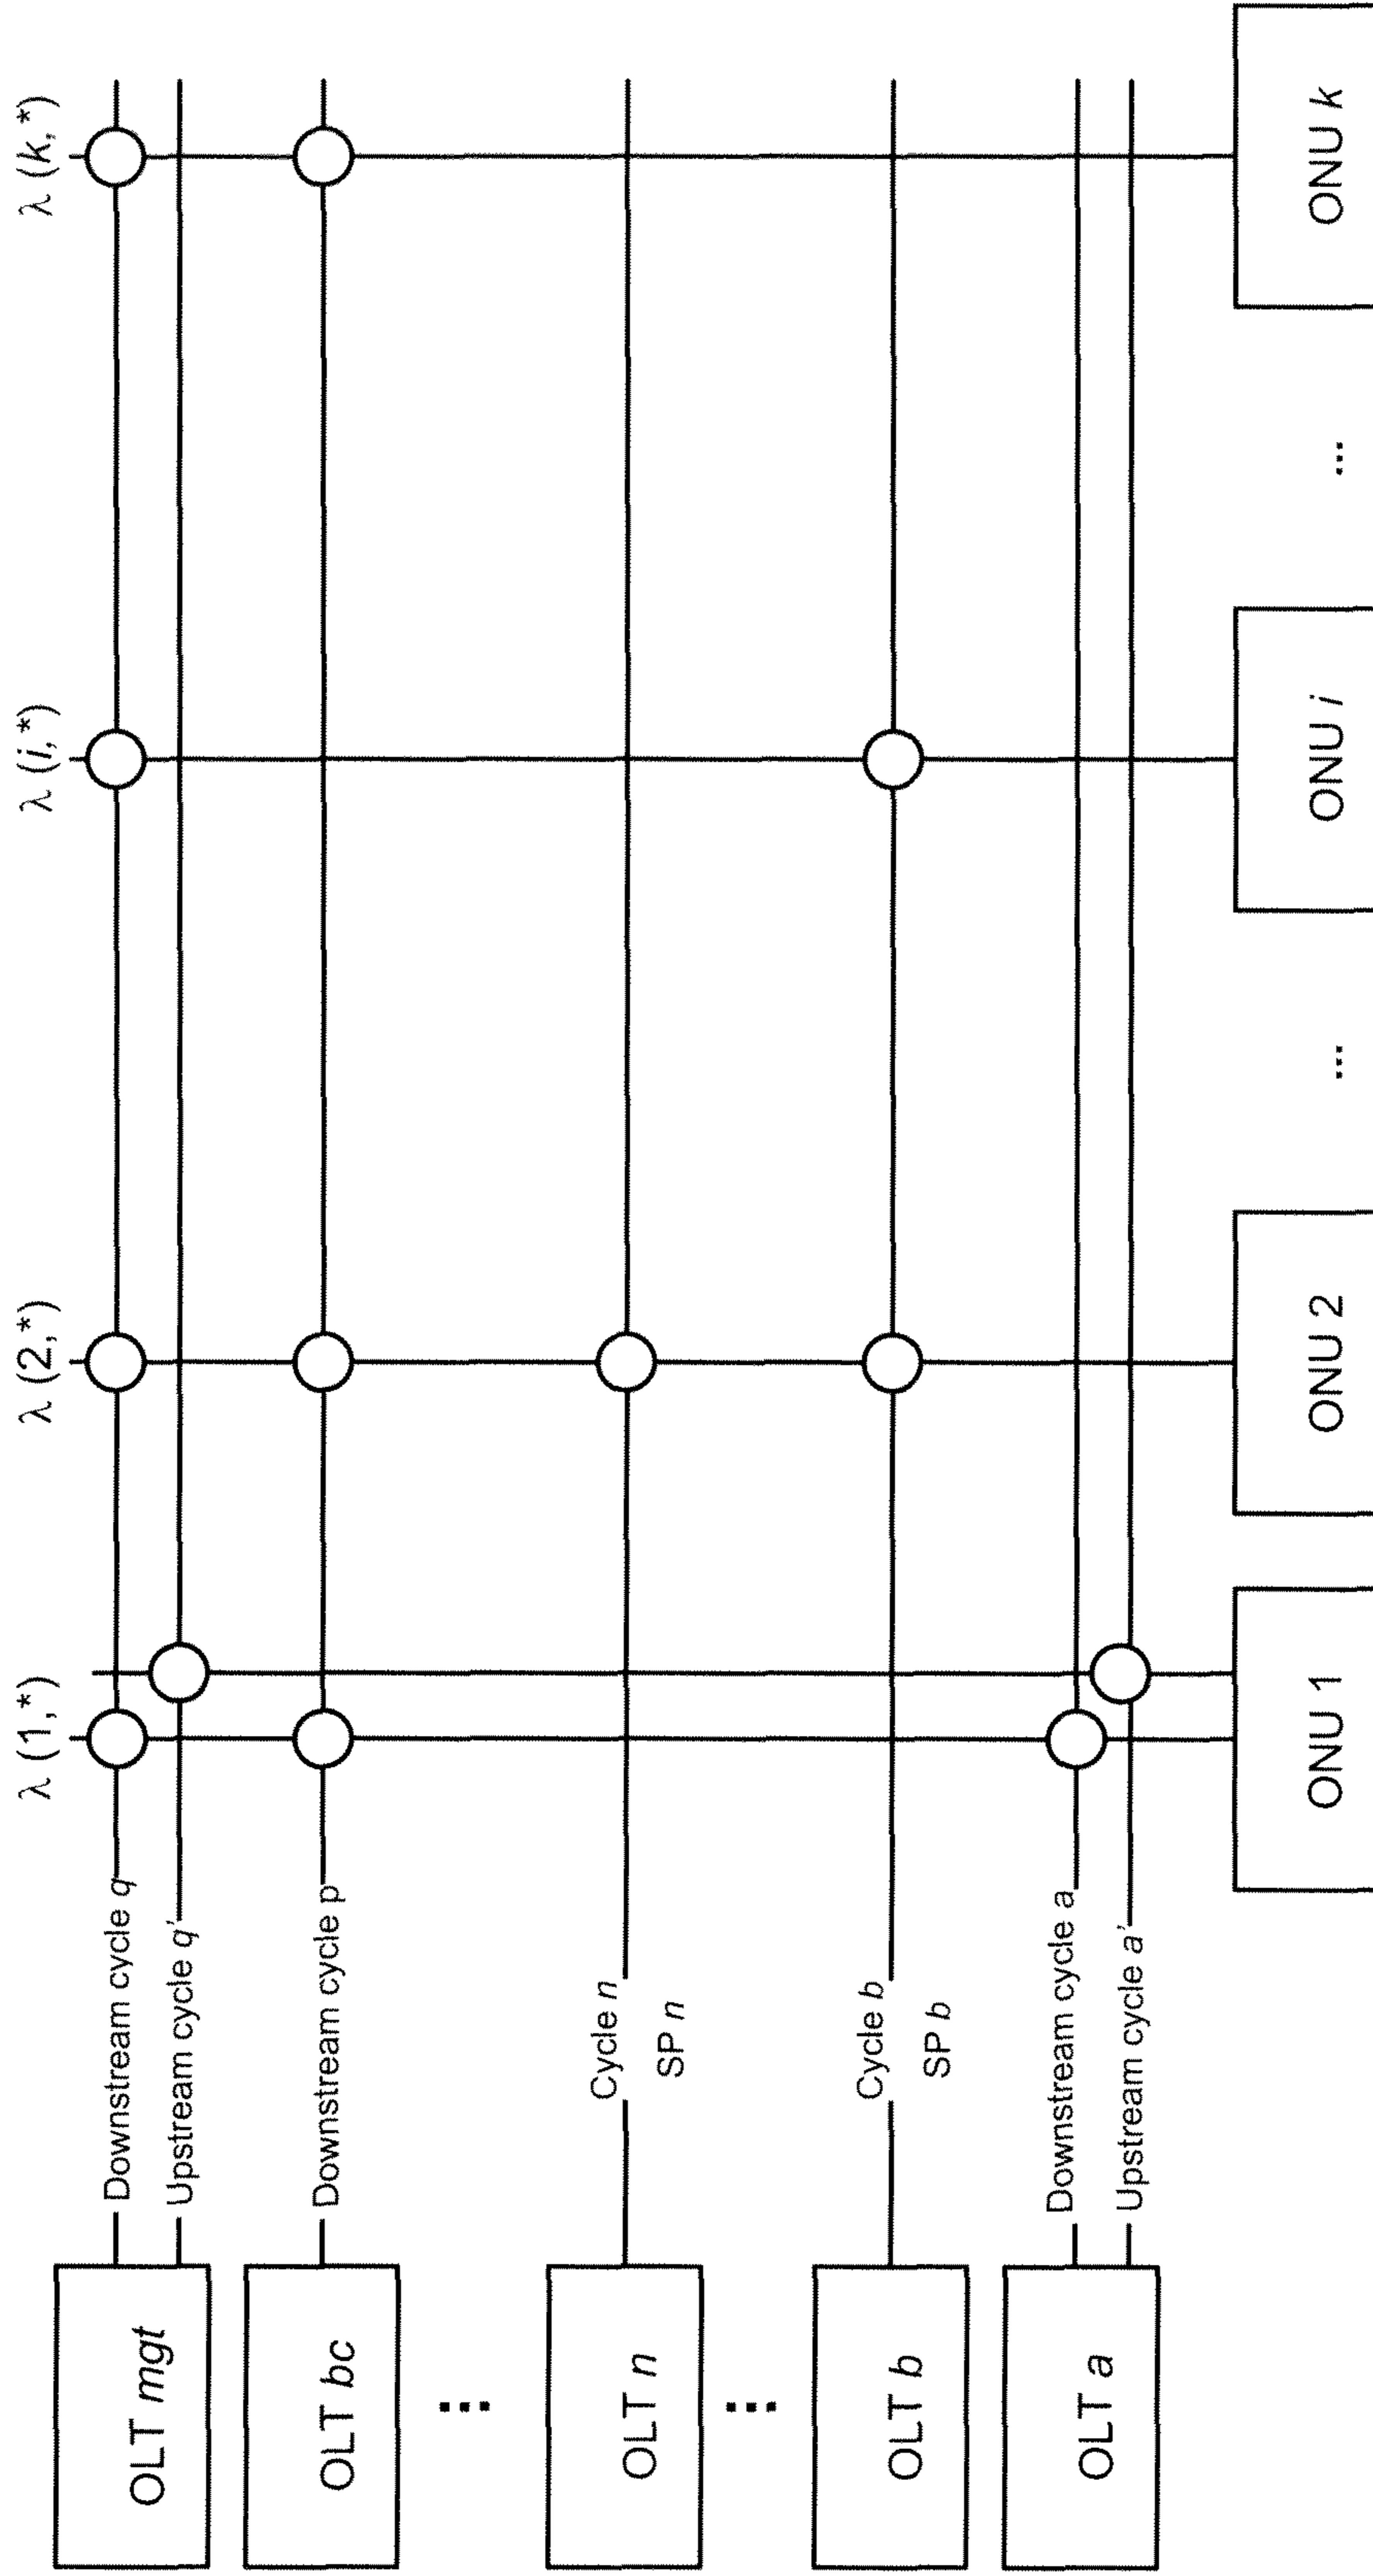 λ (1,*)
λ (2,*)
λ (i,*)
λ (k,*)
OLT mgt
Downstream cycle q
Upstream cycle q'
OLT bc
Downstream cycle p
...
OLT n
Cycle n
SP n
...
OLT b
Cycle b
SP b
OLT a
Downstream cycle a
Upstream cycle a'
ONU 1
ONU 2
...
ONU i
...
ONU k